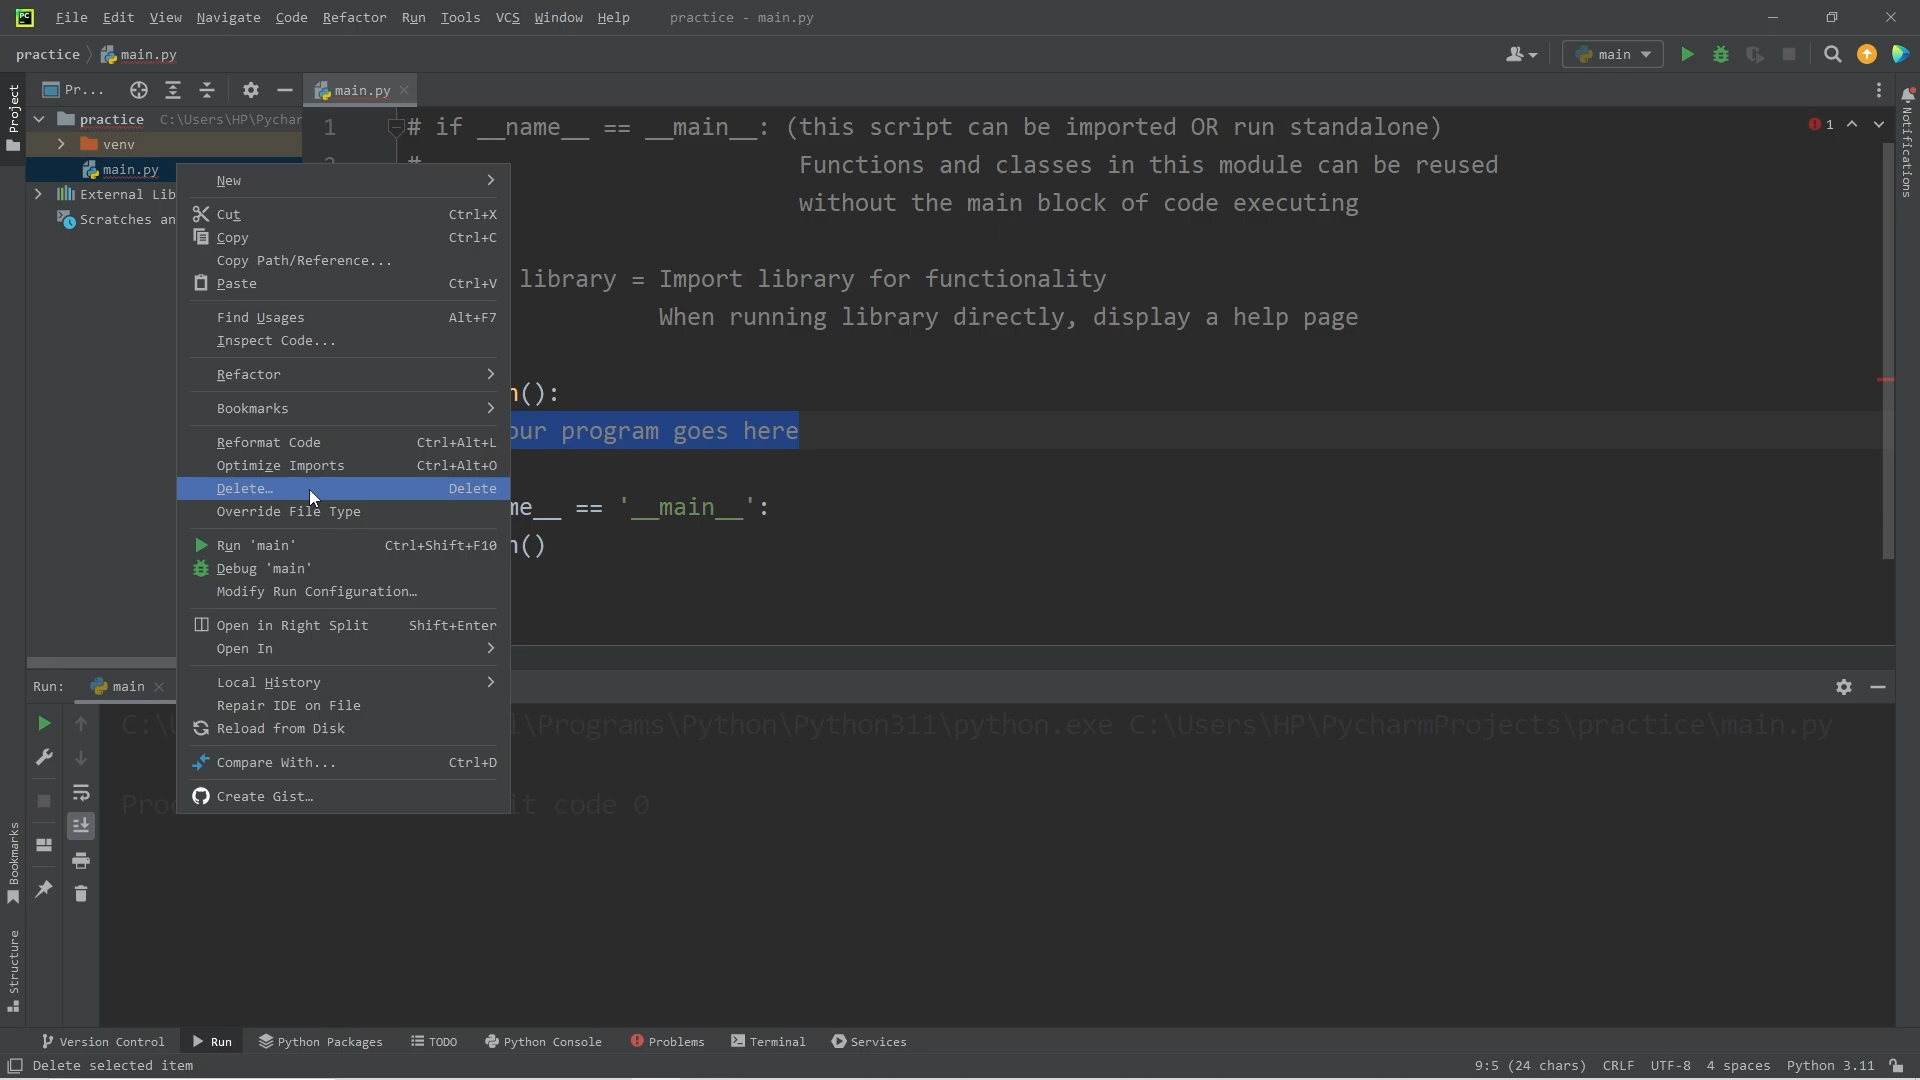 File Edit View Navigate Code Refactor Run Tools VCS Window Help practice - main.py
practice main.py main
Project
Pr... main.py
practice C:\Users\HP\Pychar
venv
main.py
External Lib
Scratches an
1 # if __name__ == __main__: (this script can be imported OR run standalone)
2 # Functions and classes in this module can be reused
without the main block of code executing
library = Import library for functionality
When running library directly, display a help page
n():
our program goes here
me__ == '__main__':
n()
1
Notifications
New
Cut Ctrl+X
Copy Ctrl+C
Copy Path/Reference...
Paste Ctrl+V
Find Usages Alt+F7
Inspect Code...
Refactor
Bookmarks
Reformat Code Ctrl+Alt+L
Optimize Imports Ctrl+Alt+O
Delete... Delete
Override File Type
Run 'main' Ctrl+Shift+F10
Debug 'main'
Modify Run Configuration...
Open in Right Split Shift+Enter
Open In
Local History
Repair IDE on File
Reload from Disk
Compare With... Ctrl+D
Create Gist...
Run: main
C:\U l\Programs\Python\Python311\python.exe C:\Users\HP\PycharmProjects\practice\main.py
Proc it code 0
Bookmarks
Structure
Version Control Run Python Packages TODO Python Console Problems Terminal Services
Delete selected item 9:5 (24 chars) CRLF UTF-8 4 spaces Python 3.11